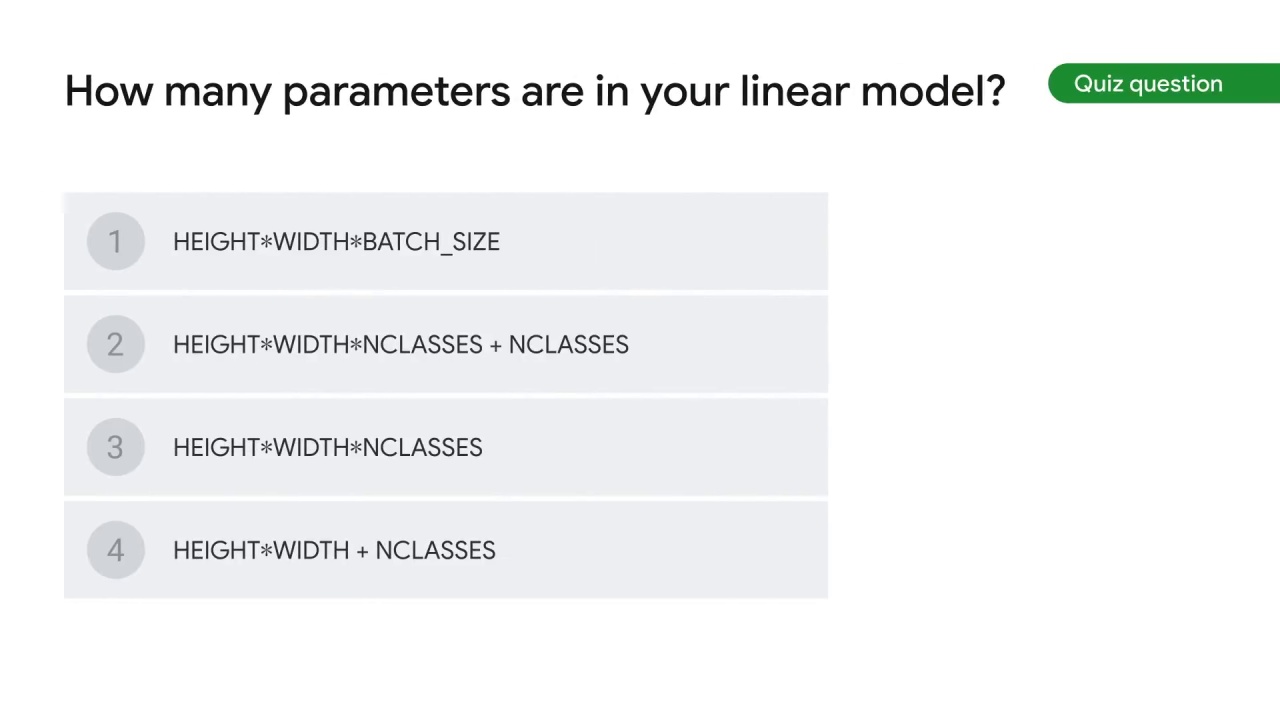 How many parameters are in your linear model?
Quiz question
1 HEIGHT*WIDTH*BATCH_SIZE
2 HEIGHT*WIDTH*NCLASSES + NCLASSES
3 HEIGHT*WIDTH*NCLASSES
4 HEIGHT*WIDTH + NCLASSES